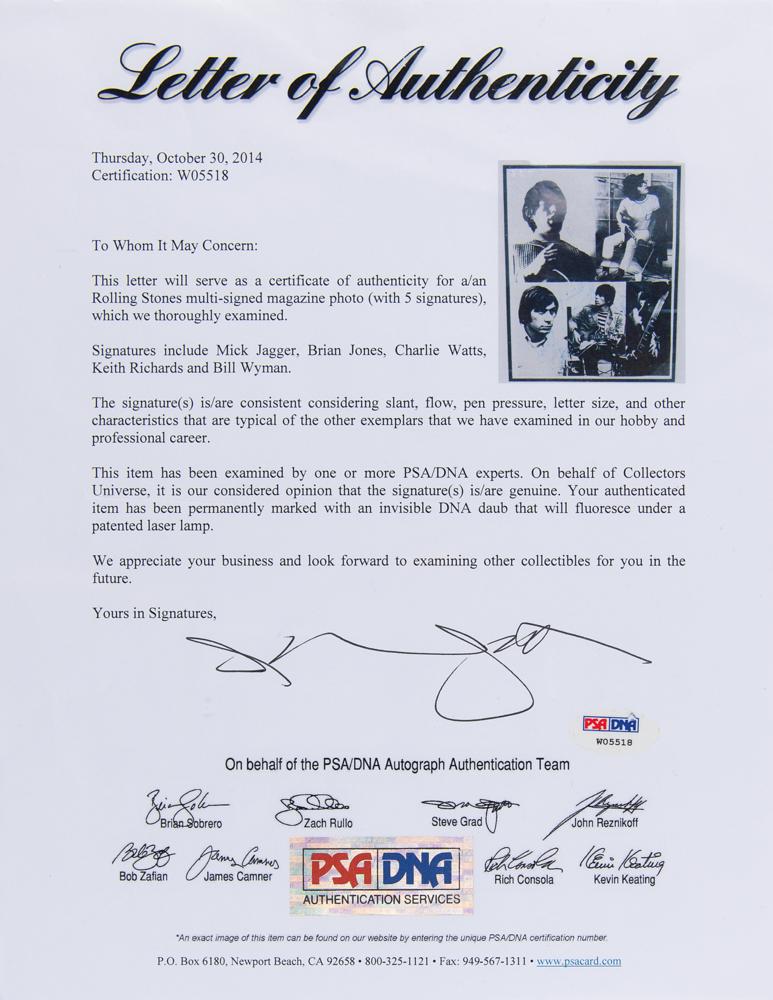 Letter of Authenticity
Thursday, October 30, 2014
Certification: W05518
To Whom It May Concern:
This letter will serve as a certificate of authenticity for a/an
Rolling Stones multi-signed magazine photo (with 5 signatures),
which we thoroughly examined.
Signatures include Mick Jagger, Brian Jones, Charlie Watts,
Keith Richards and Bill Wyman.
The signature(s) is/are consistent considering slant, flow, pen pressure, letter size, and other
characteristics that are typical of the other exemplars that we have examined in our hobby and
professional career.
This item has been examined by one or more PSA/DNA experts. On behalf of Collectors
Universe, it is our considered opinion that the signature(s) is/are genuine. Your authenticated
item has been permanently marked with an invisible DNA daub that will fluoresce under a
patented laser lamp.
We appreciate your business and look forward to examining other collectibles for you in the
future.
Yours in Signatures,
PSA DNA
W05518
On behalf of the PSA/DNA Autograph Authentication Team
Brian Sobrero
Zach Rullo
Steve Grad
John Reznikoff
Bob Zafian
James Camner
PSA DNA
AUTHENTICATION SERVICES
Rich Consola
Kevin Keating
*An exact image of this item can be found on our website by entering the unique PSA/DNA certification number.
P.O. Box 6180, Newport Beach, CA 92658 • 800-325-1121 • Fax: 949-567-1311 • www.psacard.com